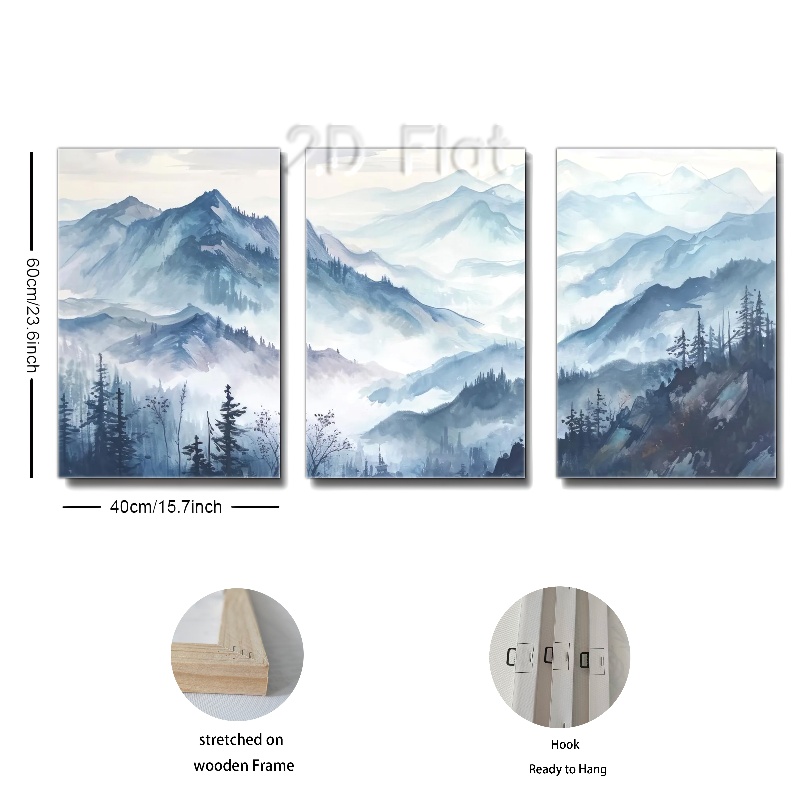 2D Flat
60cm/23.6inch
40cm/15.7inch
stretched on
wooden Frame
Hook
Ready to Hang